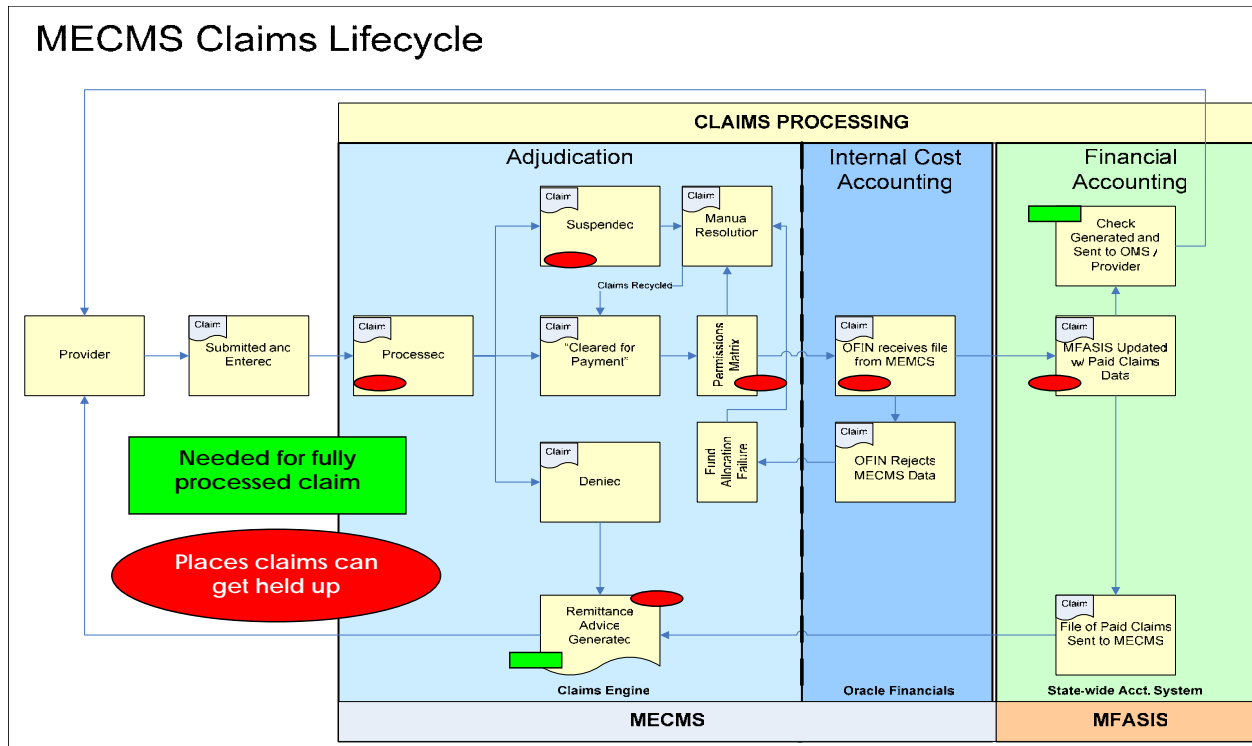 MECMS Claims Lifecycle
CLAIMS PROCESSING
Adjudication
Internal Cost
Accounting
Financial
Accounting
Claim
Suspendec
Claim
Manua
Resolution
Check
Generated and
Sent to OMS /
Provider
Claims Recycled
Provider
Claim
Submitted and
Enterec
Claim
Processec
Claim
"Cleared for
Payment"
Permissions
Matrix
Claim
OFIN receives file
from MEMCS
Claim
MFASIS Updated
w/ Paid Claims
Data
Needed for fully
processed claim
Claim
Deniec
Fund
Allocation
Failure
Claim
OFIN Rejects
MECMS Data
Places claims can
get held up
Remittance
Advice
Generatec
Claim
File of Paid Claims
Sent to MECMS
Claims Engine
Oracle Financials
State-wide Acct. System
MECMS
MFASIS